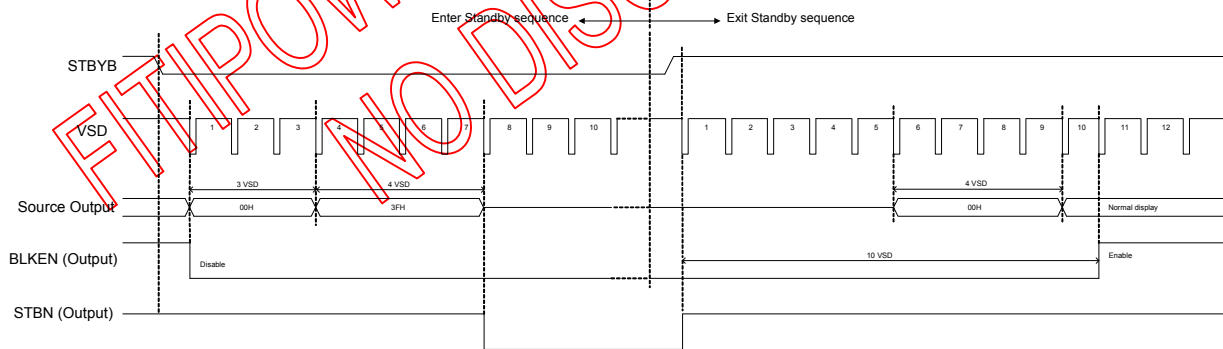 Enter Standby sequence
Exit Standby sequence
STBYB
VSD
1 2 3 4 5 6 7 8 9 10
1 2 3 4 5 6 7 8 9 10 11 12
3 VSD
4 VSD
4 VSD
Source Output
00H
3FH
00H
Normal display
BLKEN (Output)
Disable
10 VSD
Enable
STBN (Output)
FITIPOW
NO DISC